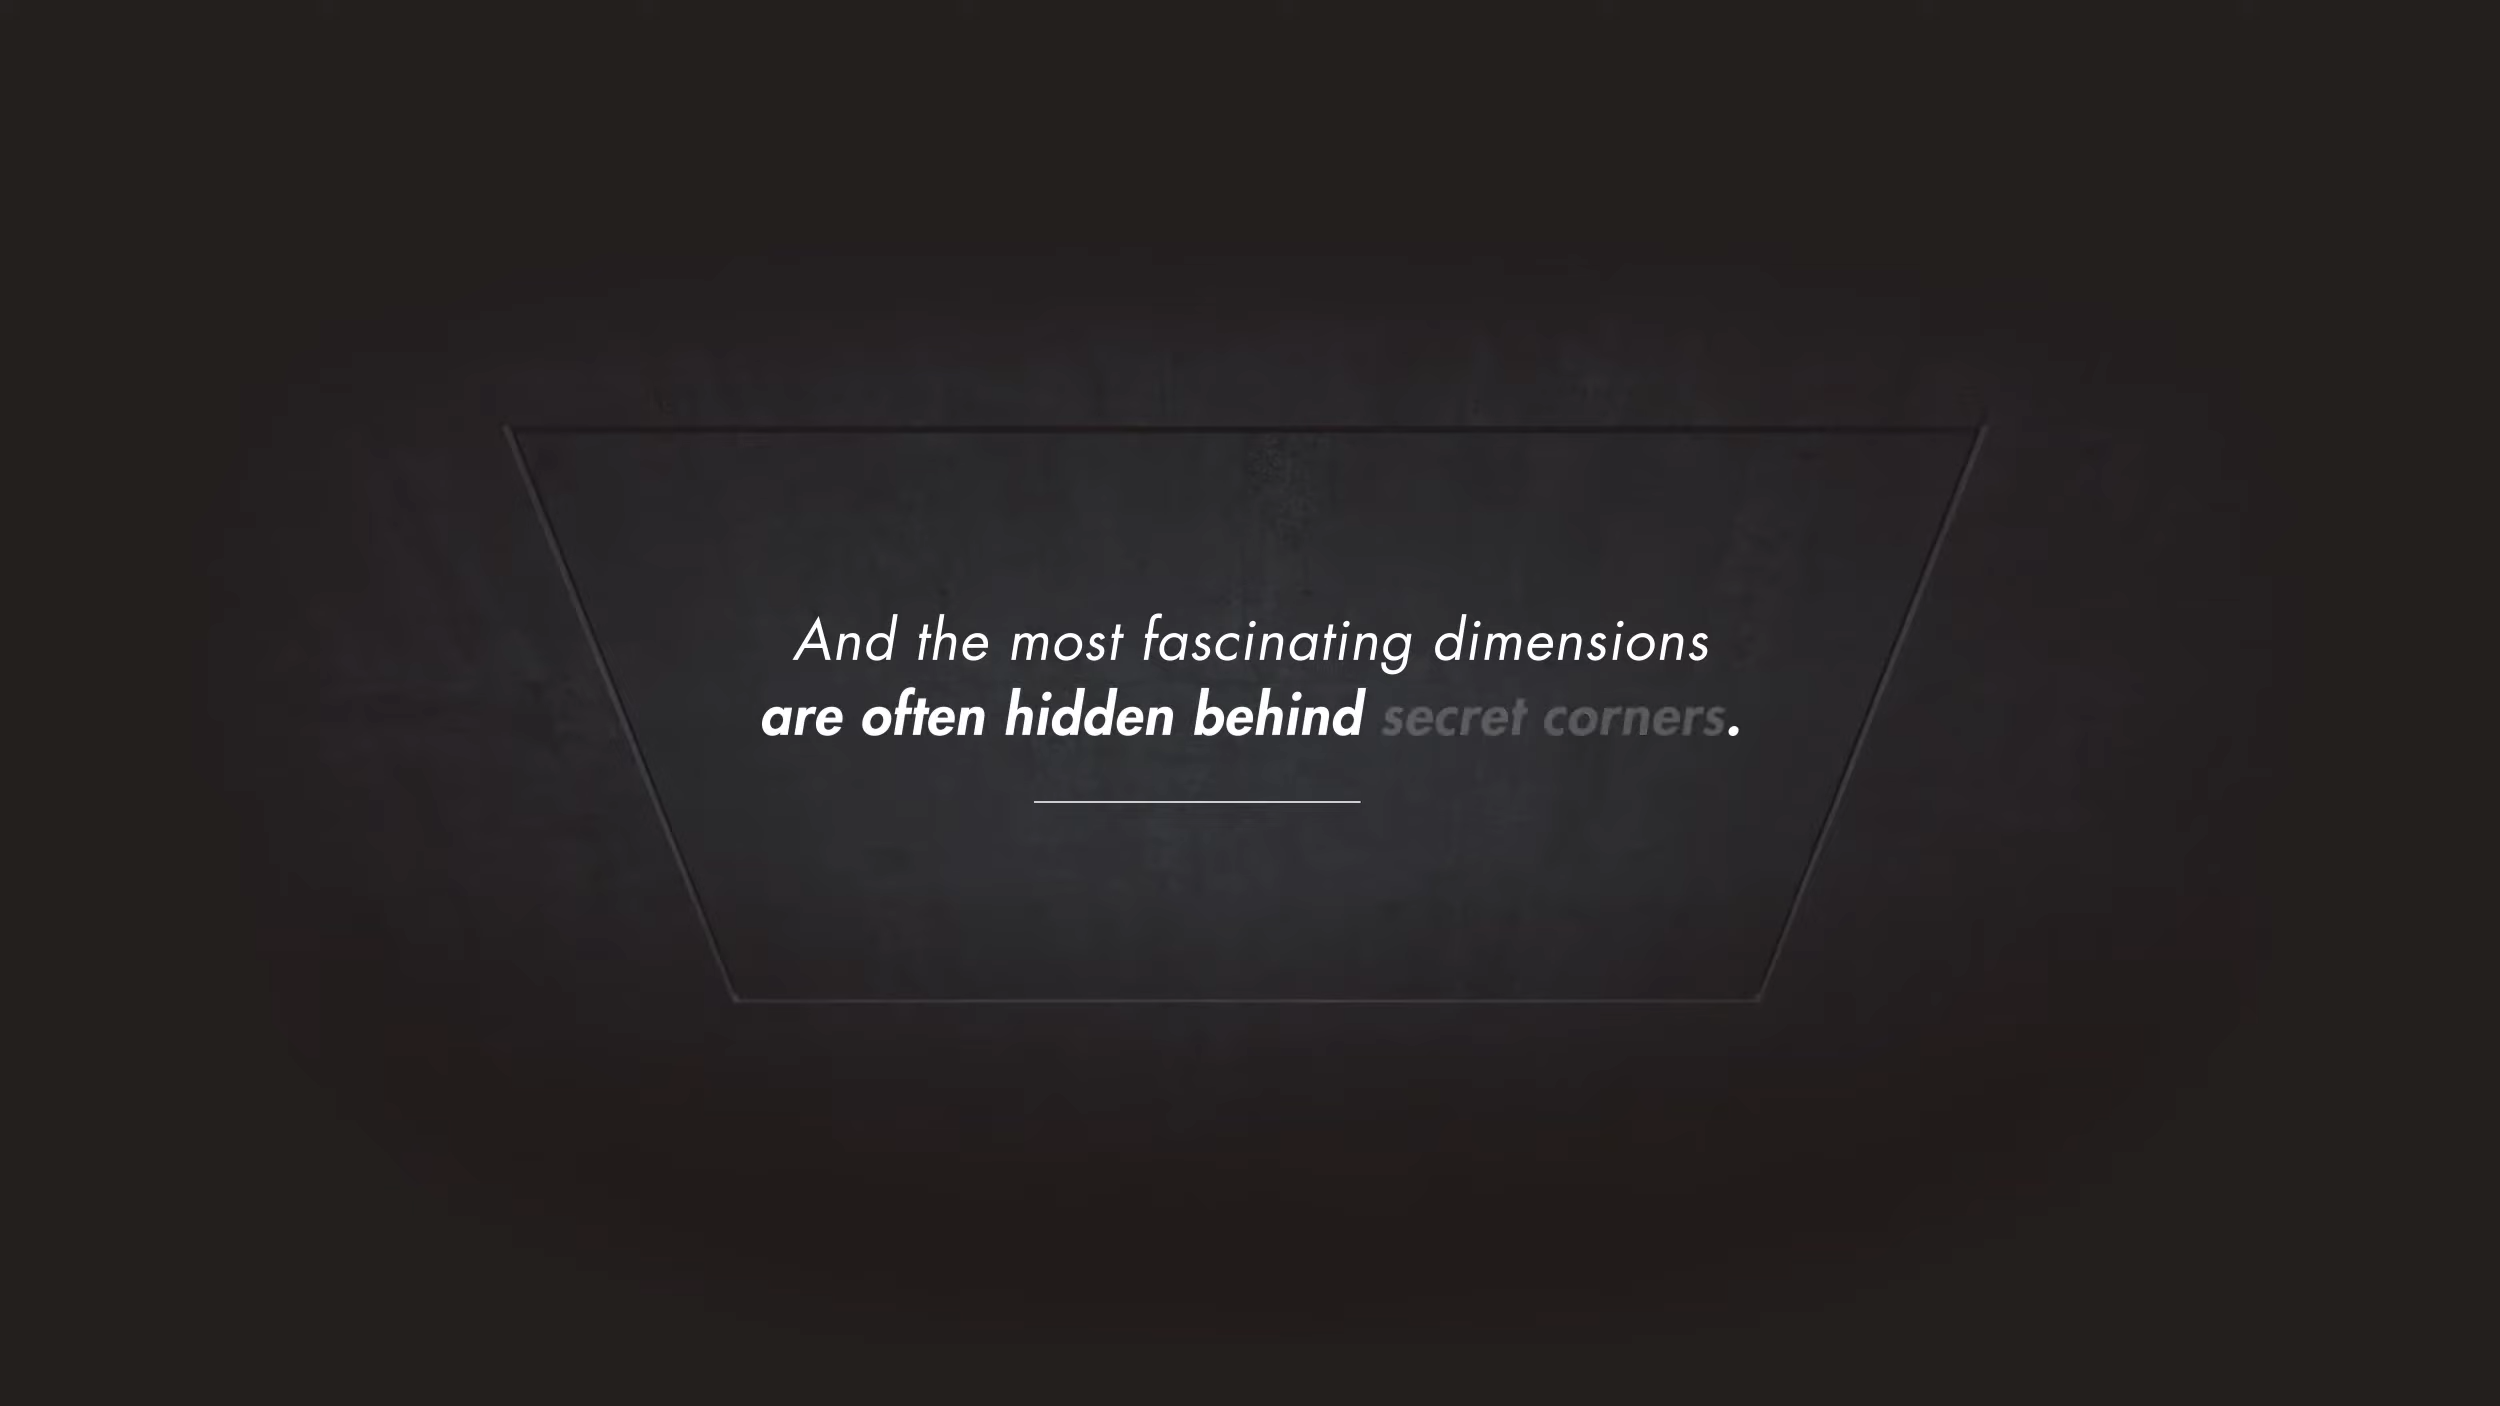 And the most fascinating dimensions
are often hidden behind secret corners.